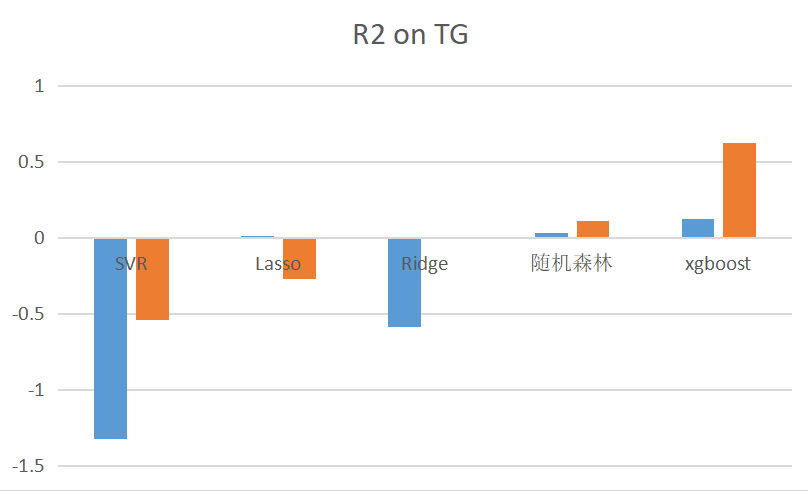 R2 on TG
1
0.5
0
-0.5
-1
-1.5
SVR
Lasso
Ridge
随机森林
xgboost